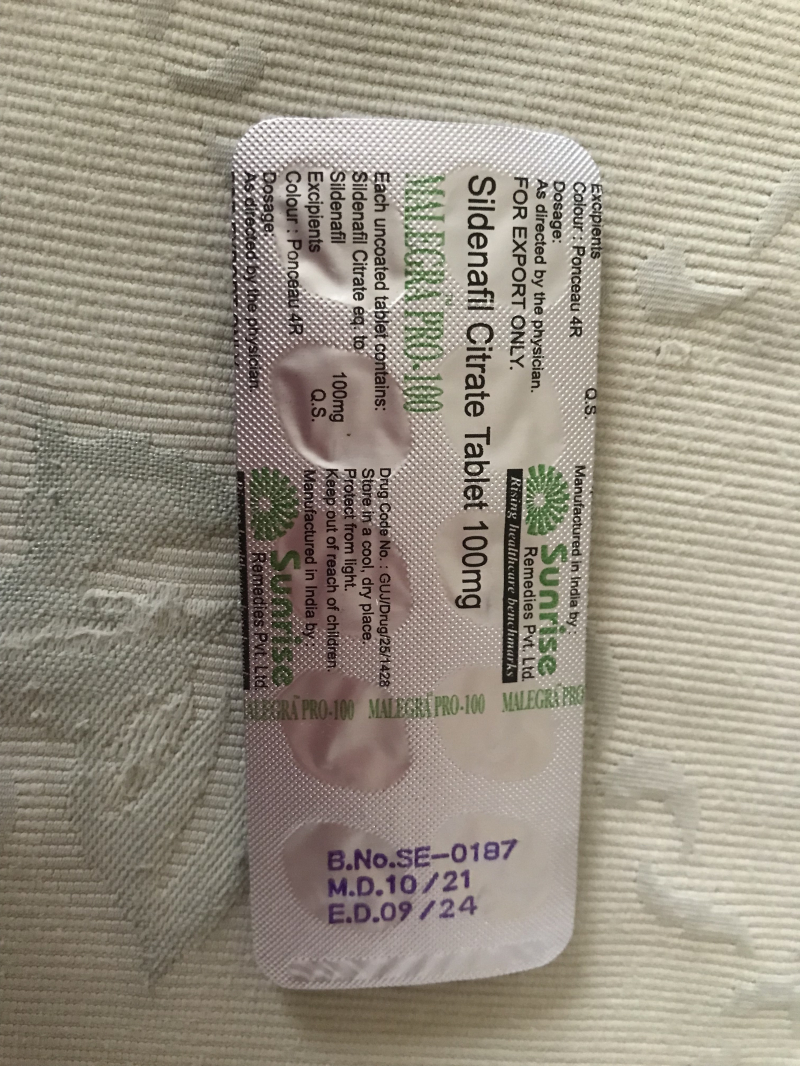 Excipients Q.S.
Colour : Ponceau 4R
Dosage:
As directed by the physician.
FOR EXPORT ONLY.
Manufactured in India by :
Sunrise
Remedies Pvt. Ltd.
Rising healthcare benchmarks
Sildenafil Citrate Tablet 100mg
MALEGRA™ PRO-100
Each uncoated tablet contains:
Sildenafil Citrate eq. to
Sildenafil 100mg
Excipients Q.S.
Colour : Ponceau 4R
Dosage:
As directed by the physician.
Drug Code No. : GUJ/Drug/25/1428
Store in a cool, dry place.
Protect from light.
Keep out of reach of children.
Manufactured in India by :
Sunrise
Remedies Pvt. Ltd.
ALEGRA™ PRO-100 MALEGRA™ PRO-100 MALEGRA™ PRO
B.No.SE-0187
M.D.10/21
E.D.09/24